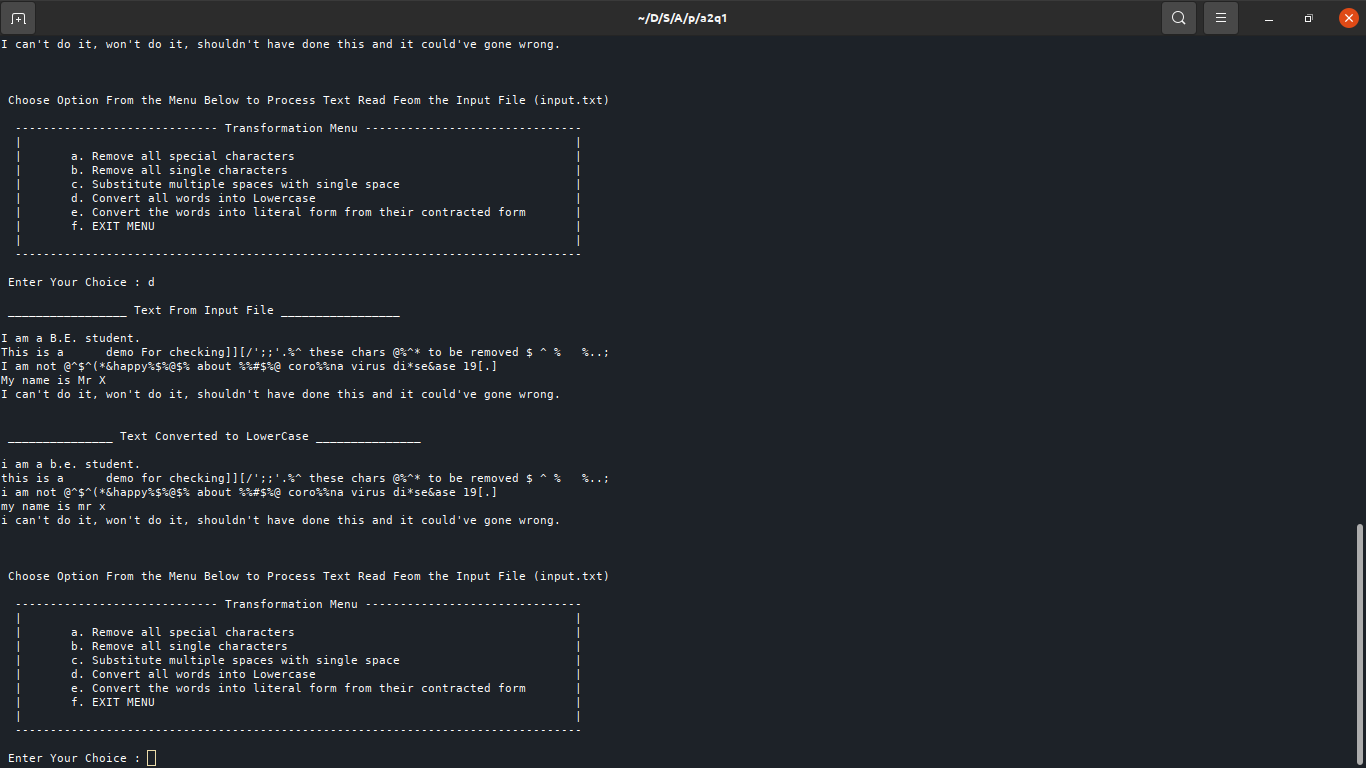 ~/D/S/A/p/a2q1
I can't do it, won't do it, shouldn't have done this and it could've gone wrong.
Choose Option From the Menu Below to Process Text Read Feom the Input File (input.txt)
----------------------------- Transformation Menu -------------------------------
|                                                                               |
|       a. Remove all special characters                                        |
|       b. Remove all single characters                                         |
|       c. Substitute multiple spaces with single space                         |
|       d. Convert all words into Lowercase                                     |
|       e. Convert the words into literal form from their contracted form       |
|       f. EXIT MENU                                                            |
|                                                                               |
---------------------------------------------------------------------------------
Enter Your Choice : d
_________________ Text From Input File _________________
I am a B.E. student.
This is a      demo For checking]][/';;'.%^ these chars @%^* to be removed $ ^ %   %..;
I am not @^$^(*&happy%$%@$% about %%#$%@ coro%%na virus di*se&ase 19[.]
My name is Mr X
I can't do it, won't do it, shouldn't have done this and it could've gone wrong.
_______________ Text Converted to LowerCase _______________
i am a b.e. student.
this is a      demo for checking]][/';;'.%^ these chars @%^* to be removed $ ^ %   %..;
i am not @^$^(*&happy%$%@$% about %%#$%@ coro%%na virus di*se&ase 19[.]
my name is mr x
i can't do it, won't do it, shouldn't have done this and it could've gone wrong.
Choose Option From the Menu Below to Process Text Read Feom the Input File (input.txt)
----------------------------- Transformation Menu -------------------------------
|                                                                               |
|       a. Remove all special characters                                        |
|       b. Remove all single characters                                         |
|       c. Substitute multiple spaces with single space                         |
|       d. Convert all words into Lowercase                                     |
|       e. Convert the words into literal form from their contracted form       |
|       f. EXIT MENU                                                            |
|                                                                               |
---------------------------------------------------------------------------------
Enter Your Choice :